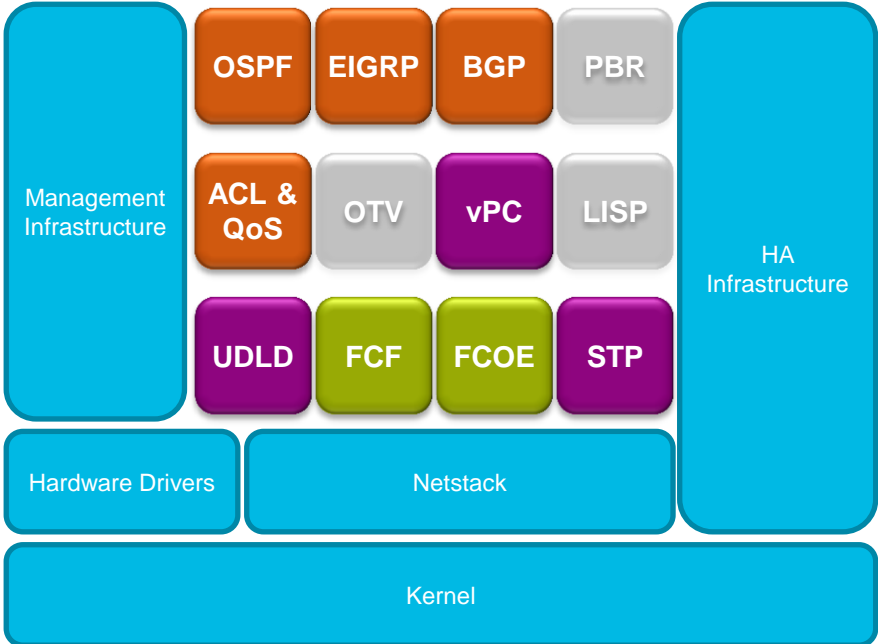 OSPF
EIGRP
BGP
PBR
Management
Infrastructure
ACL &
QoS
OTV
vPC
LISP
HA
Infrastructure
UDLD
FCF
FCOE
STP
Hardware Drivers
Netstack
Kernel